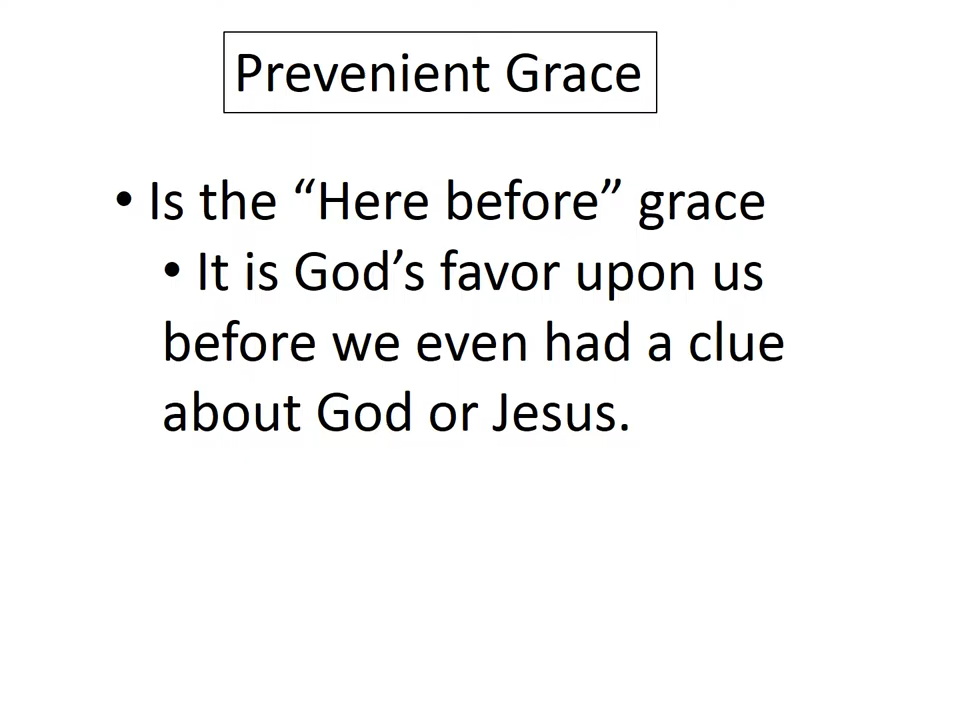 Prevenient Grace
• Is the “Here before” grace
• It is God’s favor upon us
before we even had a clue
about God or Jesus.